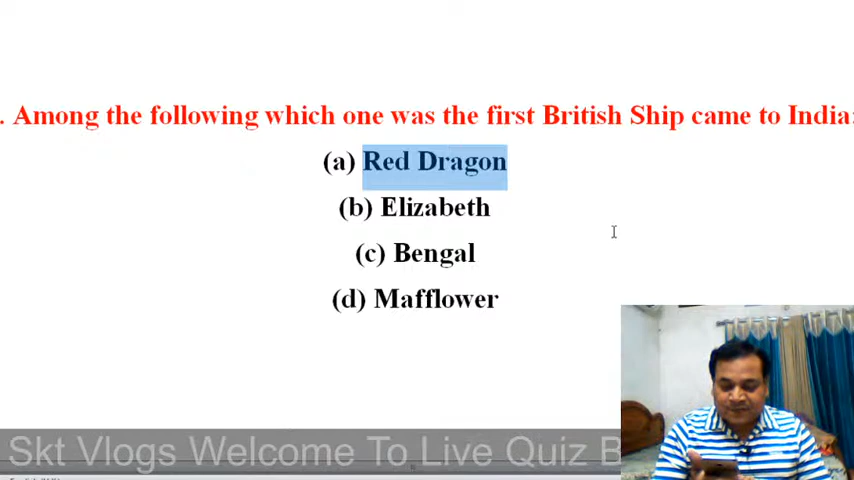 . Among the following which one was the first British Ship came to India:
(a) Red Dragon
(b) Elizabeth
(c) Bengal
(d) Mafflower
Skt Vlogs Welcome To Live Quiz B